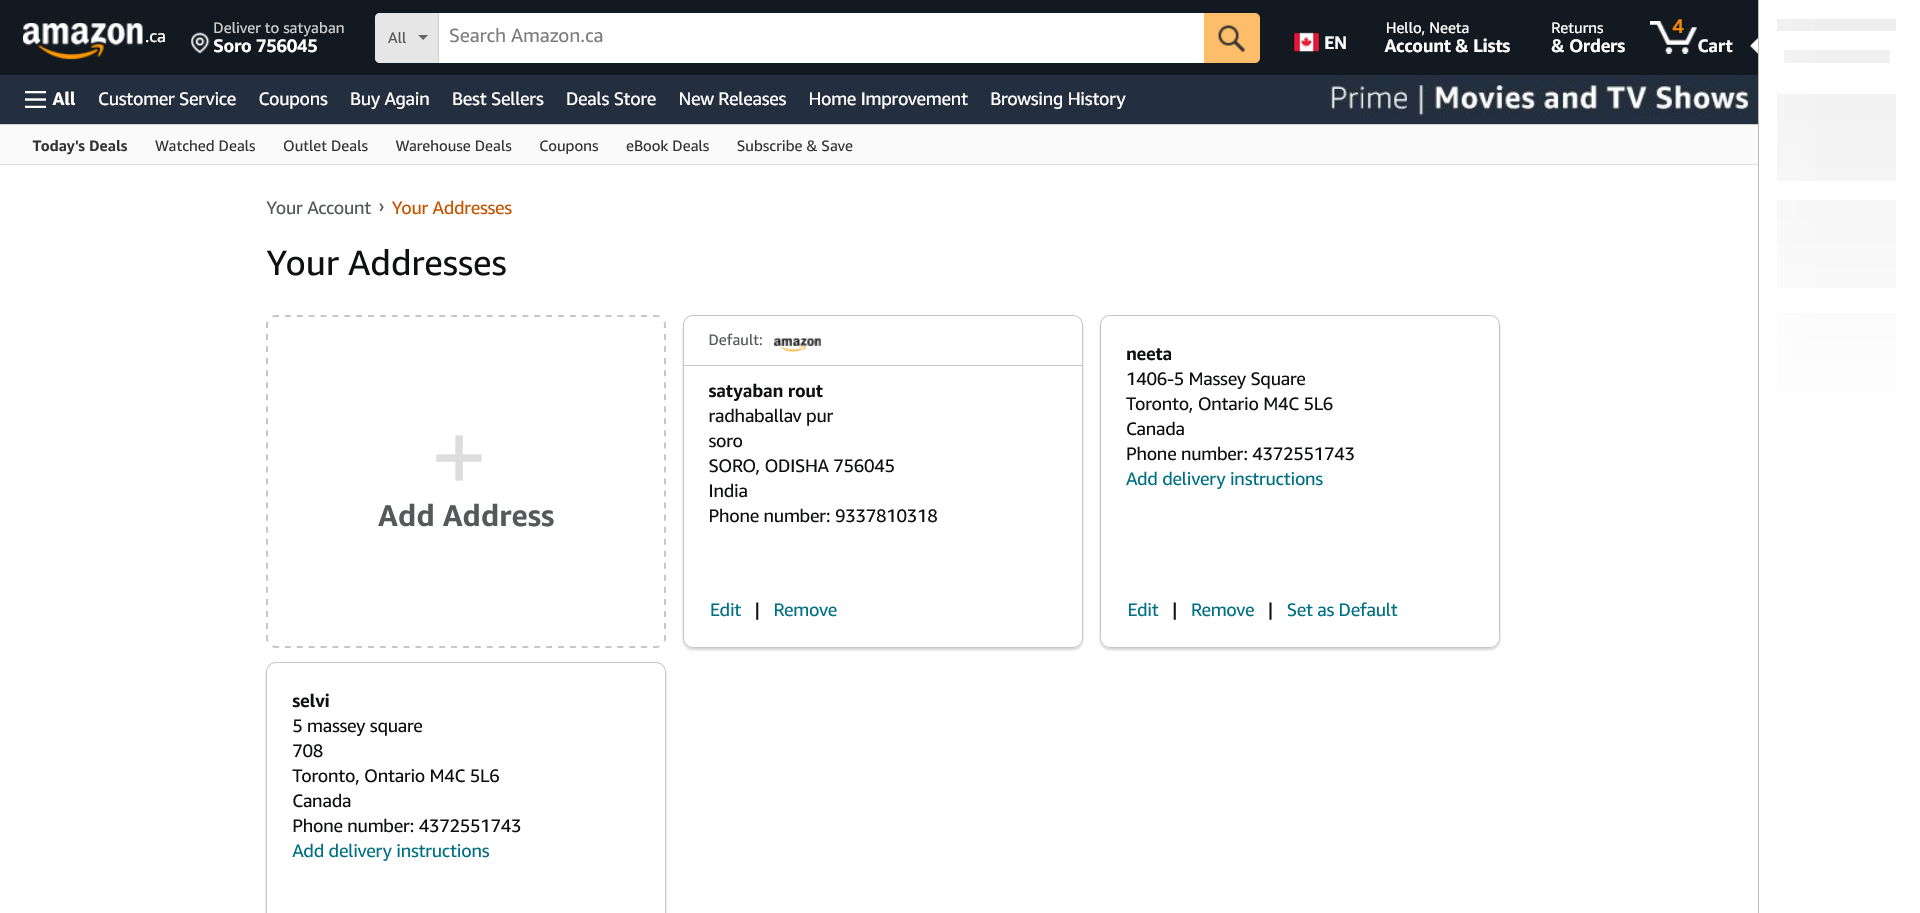 amazon.ca
Deliver to satyaban
Soro 756045
All
Search Amazon.ca
EN
Hello, Neeta
Account & Lists
Returns
& Orders
4
Cart
All
Customer Service
Coupons
Buy Again
Best Sellers
Deals Store
New Releases
Home Improvement
Browsing History
Prime | Movies and TV Shows
Today's Deals
Watched Deals
Outlet Deals
Warehouse Deals
Coupons
eBook Deals
Subscribe & Save
Your Account › Your Addresses
Your Addresses
Add Address
Default: amazon
satyaban rout
radhaballav pur
soro
SORO, ODISHA 756045
India
Phone number: 9337810318
Edit | Remove
neeta
1406-5 Massey Square
Toronto, Ontario M4C 5L6
Canada
Phone number: 4372551743
Add delivery instructions
Edit | Remove | Set as Default
selvi
5 massey square
708
Toronto, Ontario M4C 5L6
Canada
Phone number: 4372551743
Add delivery instructions